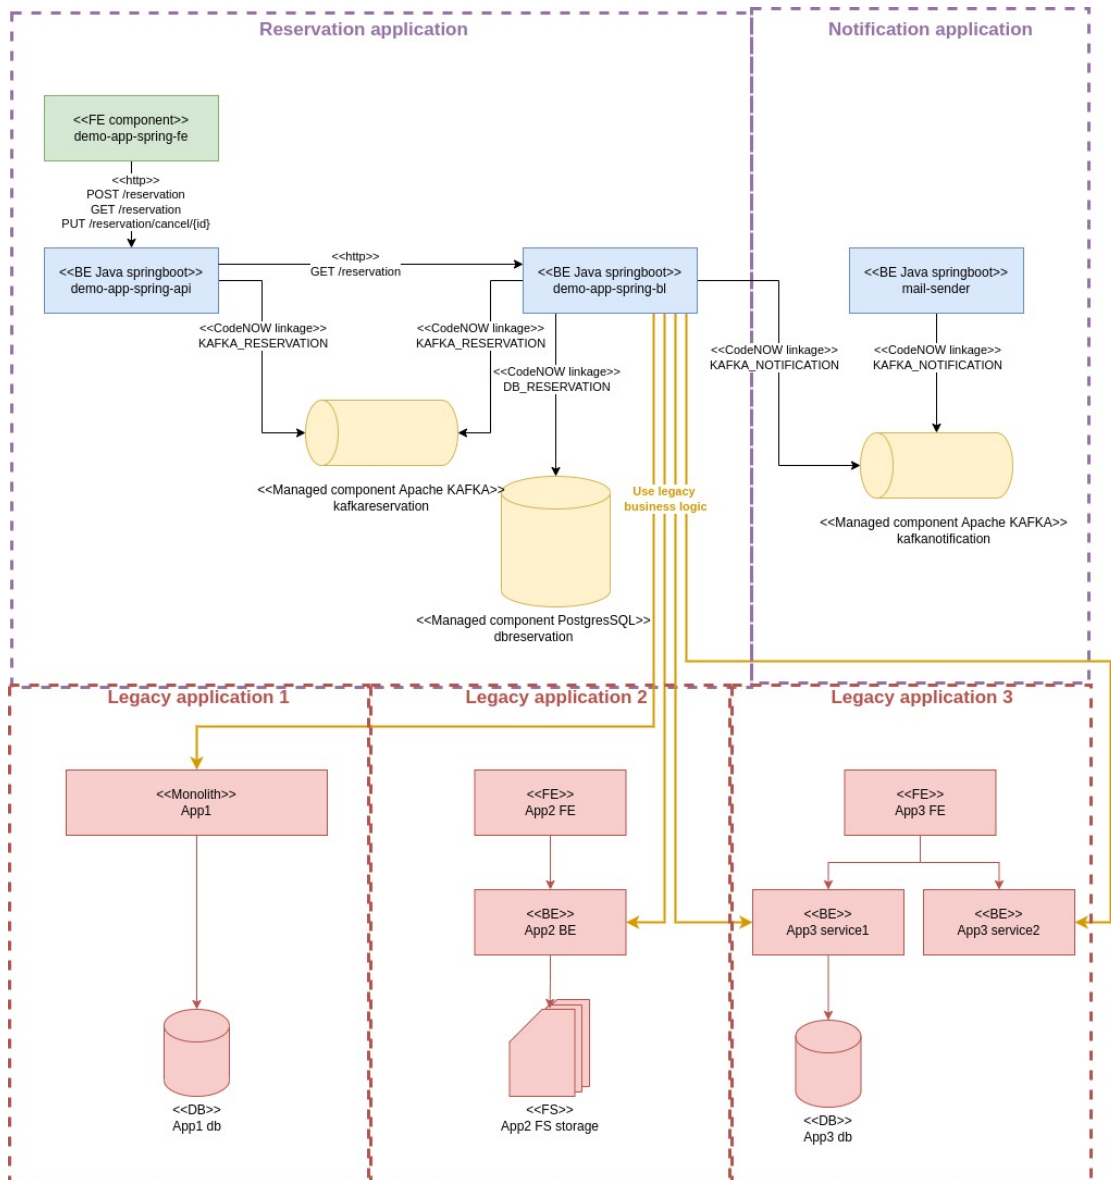 Reservation application
Notification application
<<FE component>>
demo-app-spring-fe
<<http>>
POST /reservation
GET /reservation
PUT /reservation/cancel/{id}
<<BE Java springboot>>
demo-app-spring-api
<<http>>
GET /reservation
<<BE Java springboot>>
demo-app-spring-bl
<<BE Java springboot>>
mail-sender
<<CodeNOW linkage>>
KAFKA_RESERVATION
<<CodeNOW linkage>>
KAFKA_RESERVATION
<<CodeNOW linkage>>
DB_RESERVATION
<<CodeNOW linkage>>
KAFKA_NOTIFICATION
<<CodeNOW linkage>>
KAFKA_NOTIFICATION
<<Managed component Apache KAFKA>>
kafkareservation
Use legacy
business logic
<<Managed component Apache KAFKA>>
kafkanotification
<<Managed component PostgresSQL>>
dbreservation
Legacy application 1
Legacy application 2
Legacy application 3
<<Monolith>>
App1
<<FE>>
App2 FE
<<FE>>
App3 FE
<<BE>>
App2 BE
<<BE>>
App3 service1
<<BE>>
App3 service2
<<DB>>
App1 db
<<FS>>
App2 FS storage
<<DB>>
App3 db